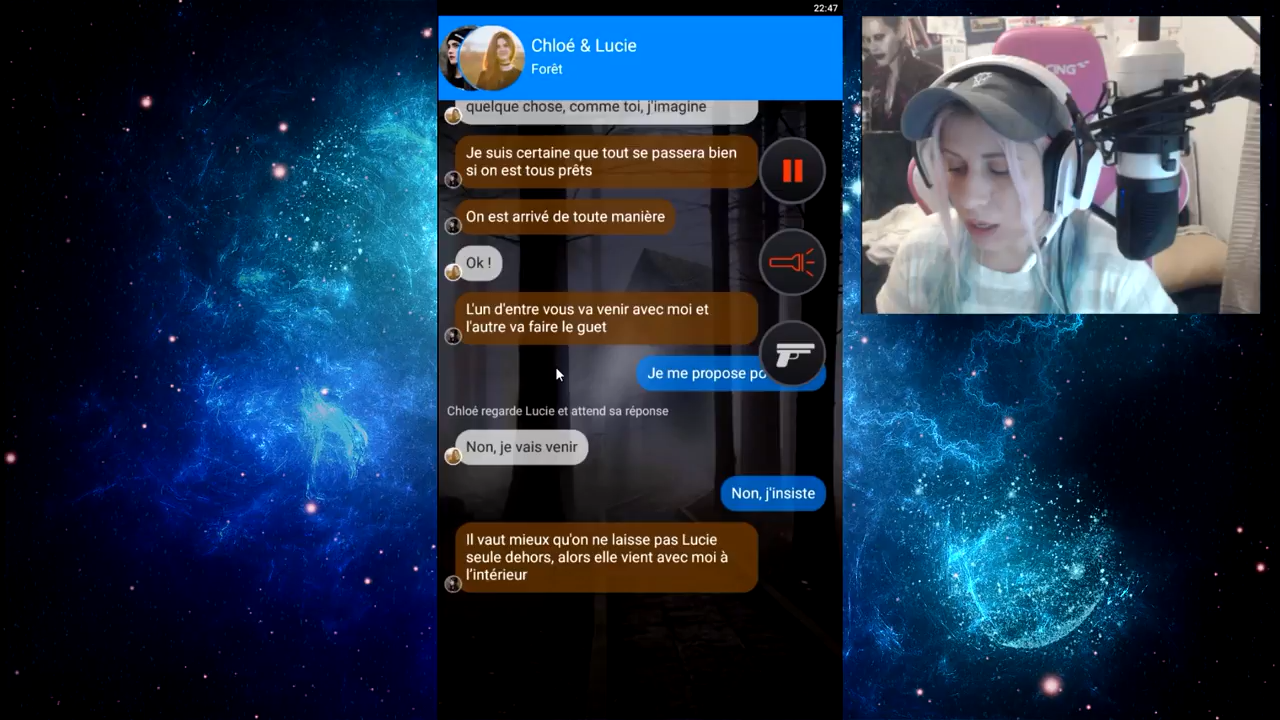 22:47
Chloé & Lucie
Forêt
quelque chose, comme toi, j'imagine
Je suis certaine que tout se passera bien
si on est tous prêts
On est arrivé de toute manière
Ok !
L'un d'entre vous va venir avec moi et
l'autre va faire le guet
Je me propose po
Chloé regarde Lucie et attend sa réponse
Non, je vais venir
Non, j'insiste
Il vaut mieux qu'on ne laisse pas Lucie
seule dehors, alors elle vient avec moi à
l'intérieur
CING